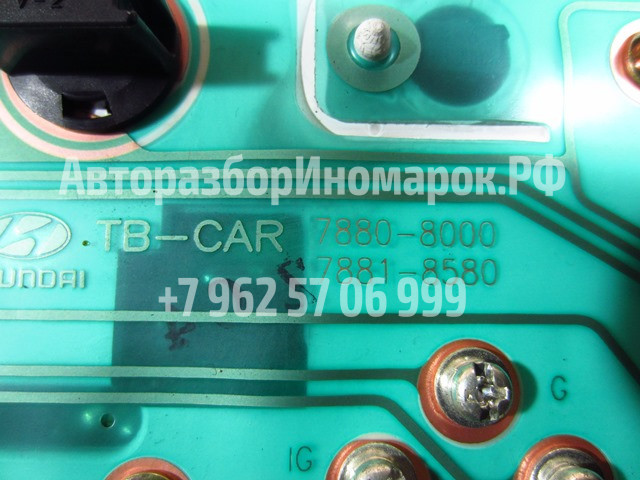 АвторазборИномарок.РФ
TB-CAR 7880-8000
HYUNDAI 7881-8580
+7 962 57 06 999
G
IG